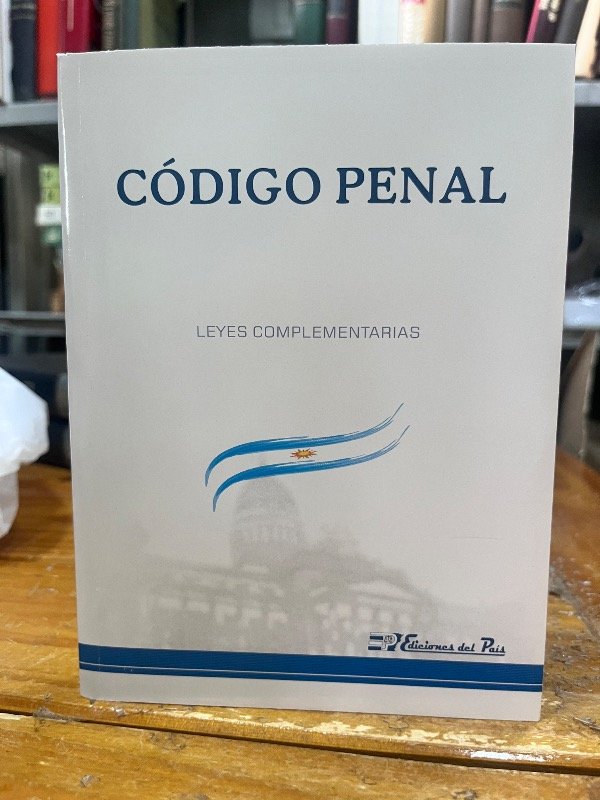 CÓDIGO PENAL
LEYES COMPLEMENTARIAS
Ediciones del País